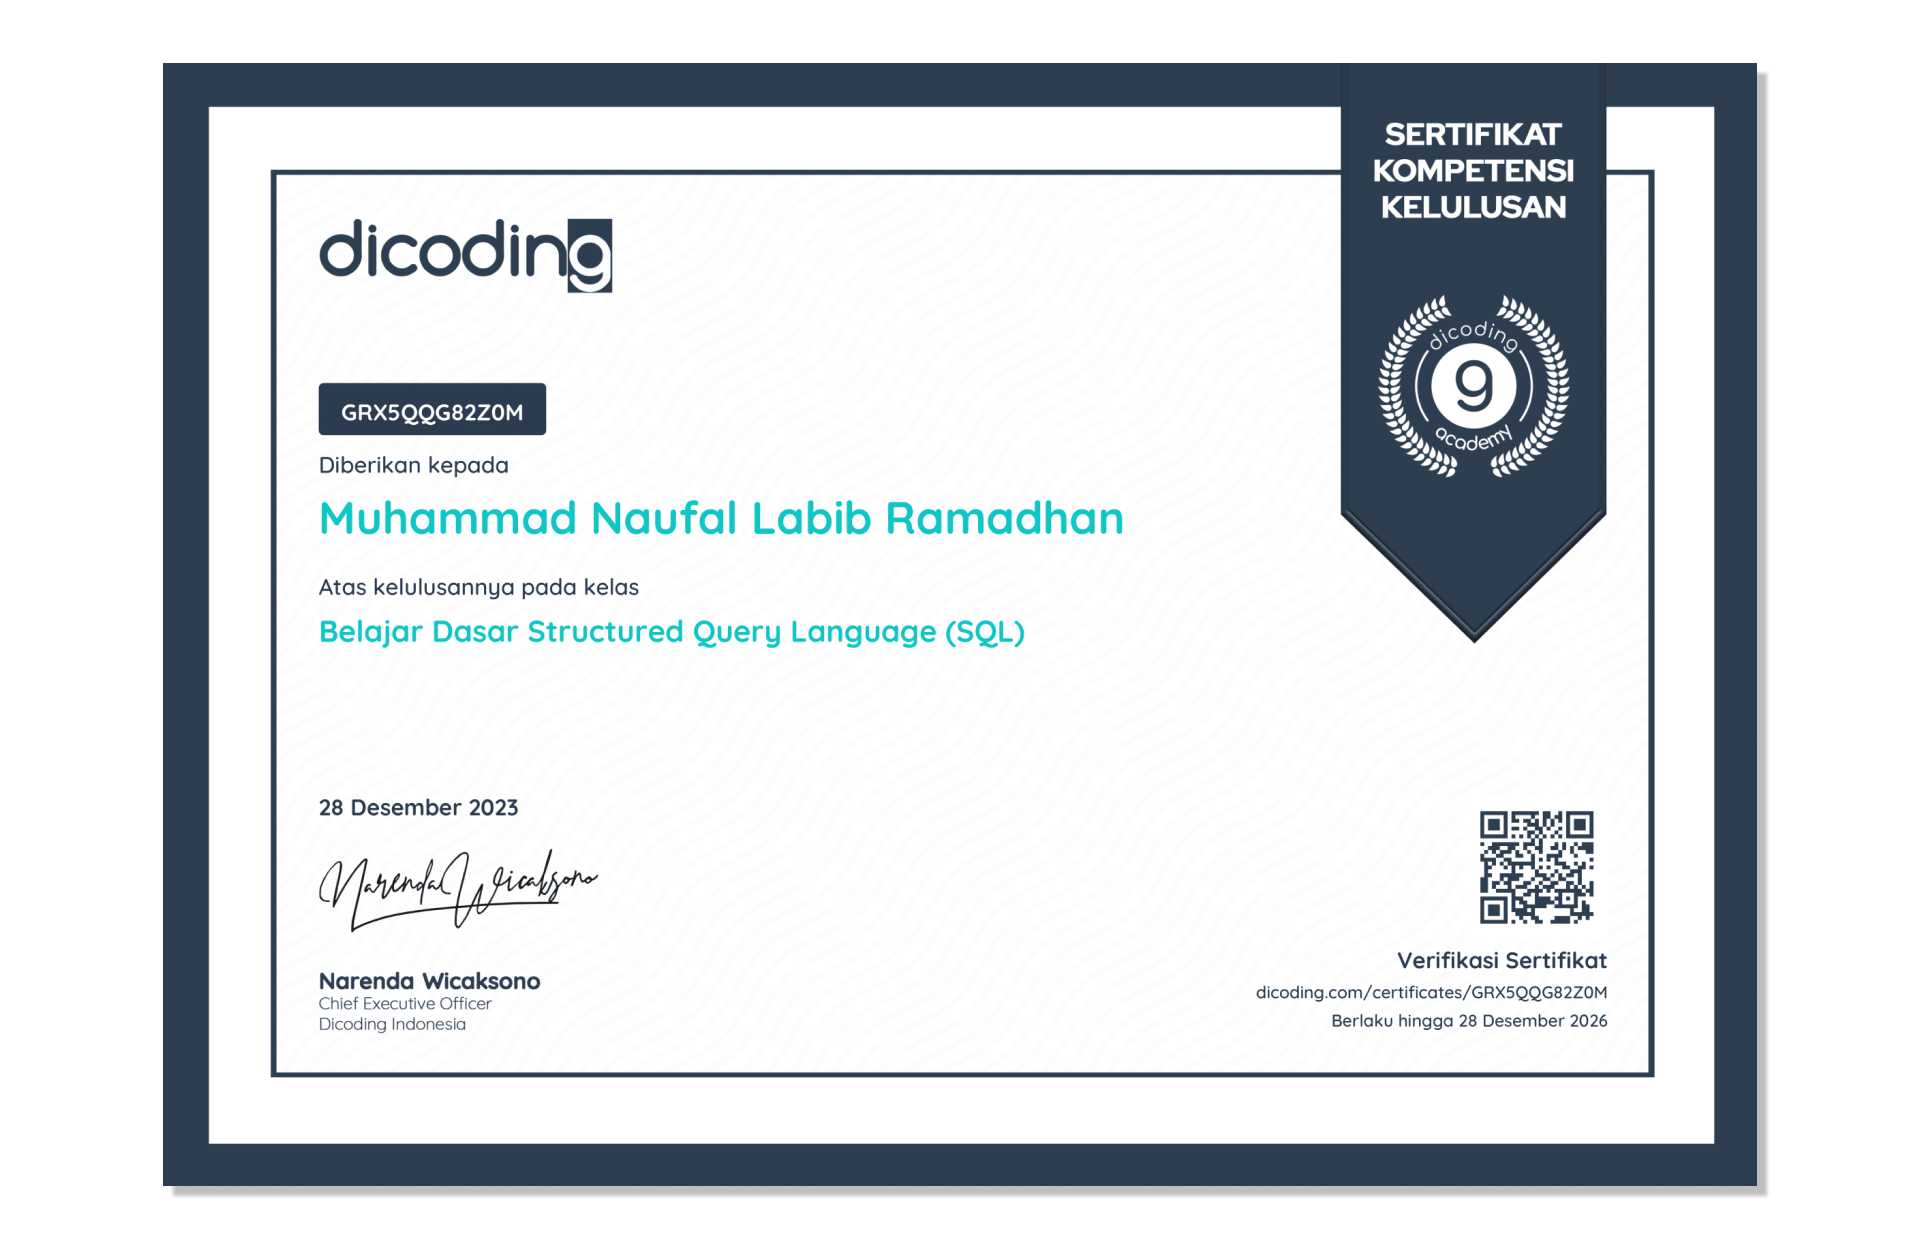 SERTIFIKAT
KOMPETENSI
KELULUSAN
dicoding
dicoding
g
academy
GRX5QQG82Z0M
Diberikan kepada
Muhammad Naufal Labib Ramadhan
Atas kelulusannya pada kelas
Belajar Dasar Structured Query Language (SQL)
28 Desember 2023
Narenda Wicaksono
Narenda Wicaksono
Chief Executive Officer
Dicoding Indonesia
Verifikasi Sertifikat
dicoding.com/certificates/GRX5QQG82Z0M
Berlaku hingga 28 Desember 2026